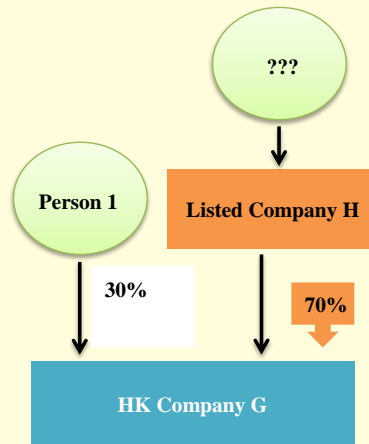 ???
Person 1
Listed Company H
30%
70%
HK Company G